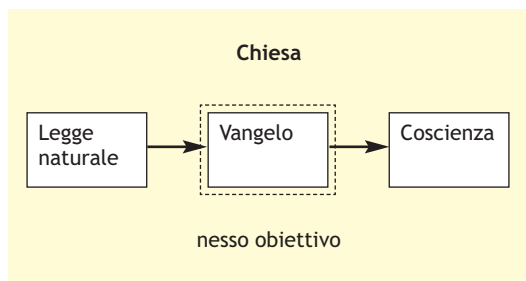 Chiesa
Legge
naturale
Vangelo
Coscienza
nesso obiettivo